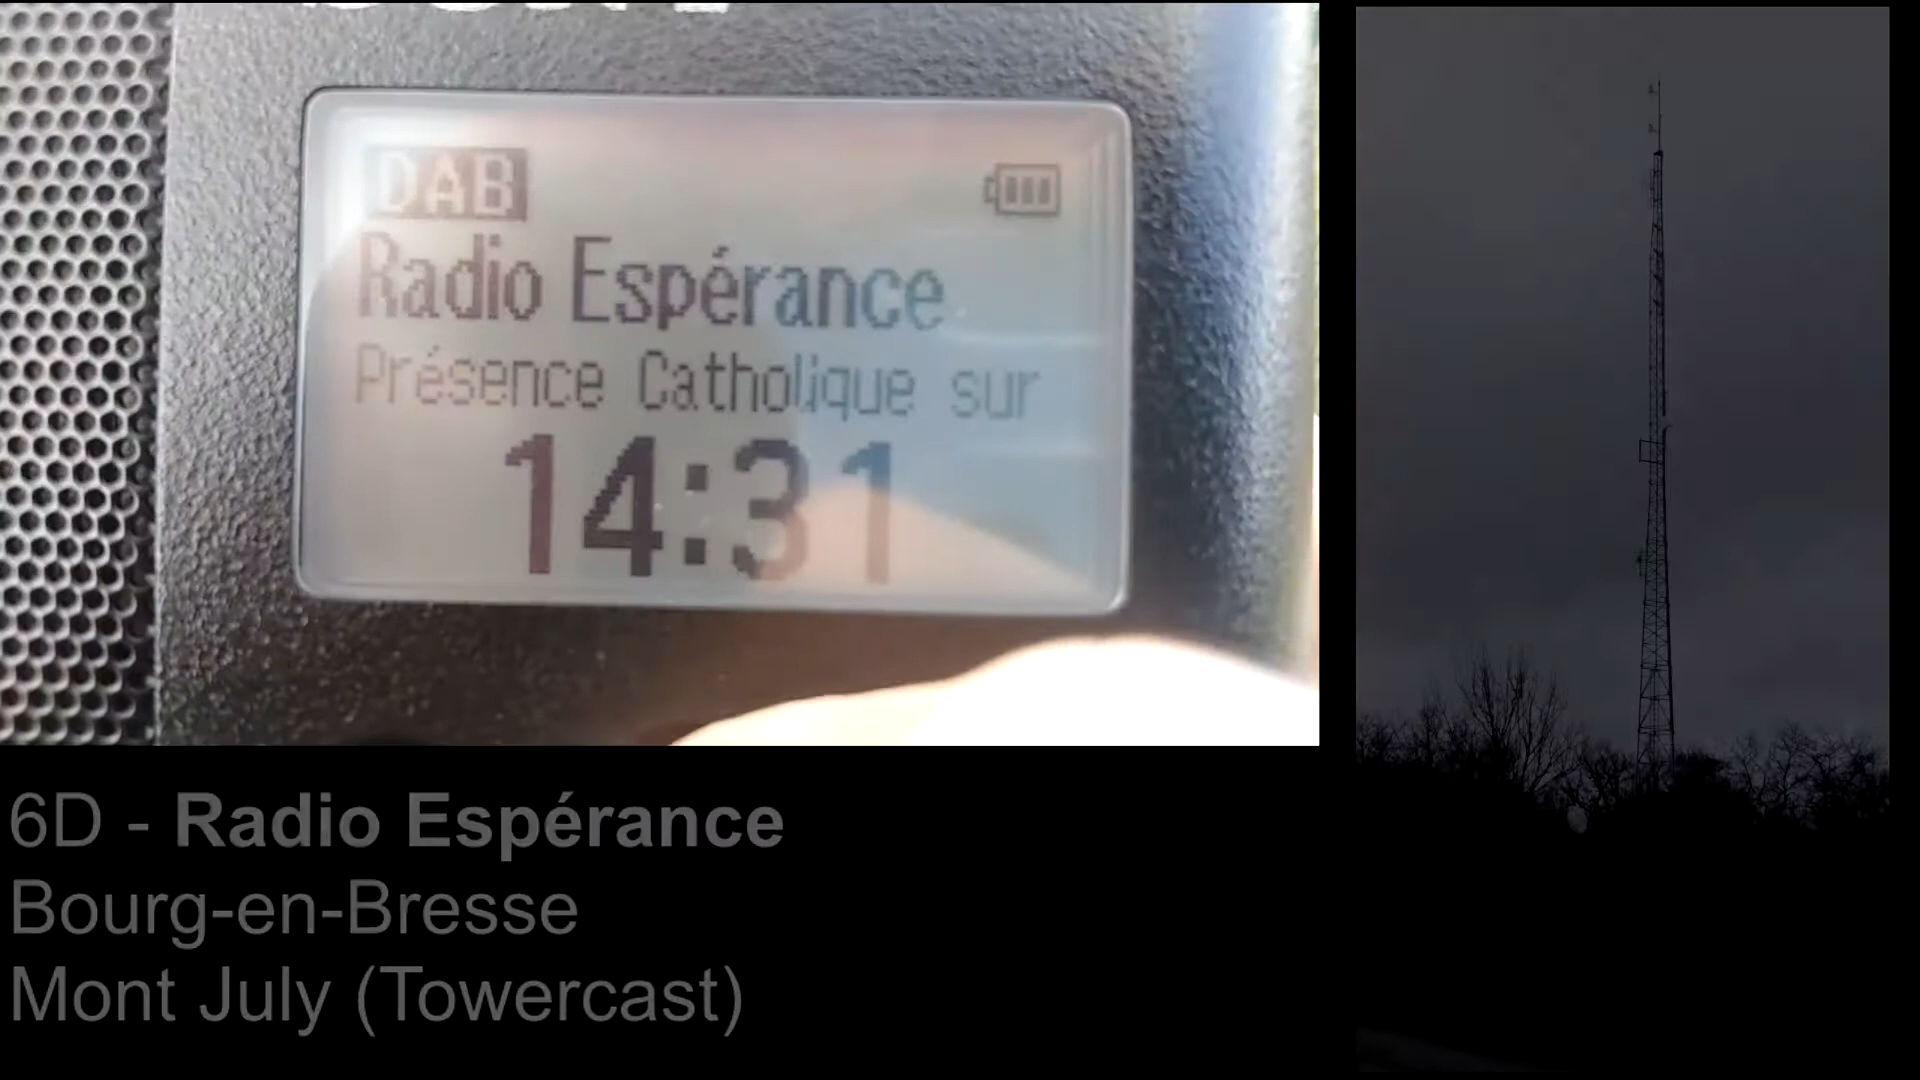 DAB
Radio Espérance
Présence Catholique sur
14:31
6D - Radio Espérance
Bourg-en-Bresse
Mont July (Towercast)